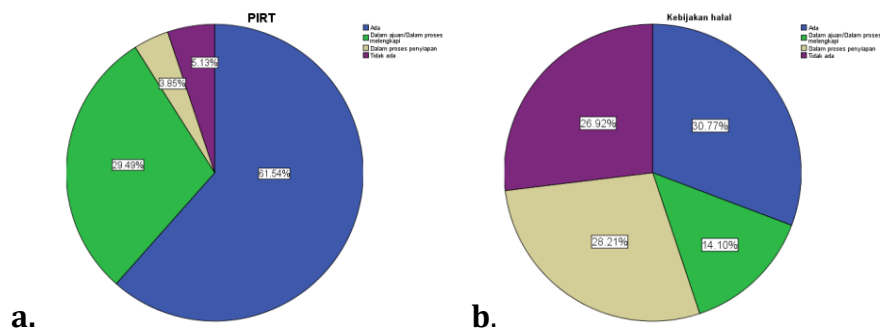 PIRT
Ada
Dalam ajuan/Dalam proses
melengkapi
Dalam proses penyiapan
Tidak ada
5.13%
3.85%
29.49%
61.54%
a.
Kebijakan halal
Ada
Dalam ajuan/Dalam proses
melengkapi
Dalam proses penyiapan
Tidak ada
26.92%
30.77%
28.21%
14.10%
b.